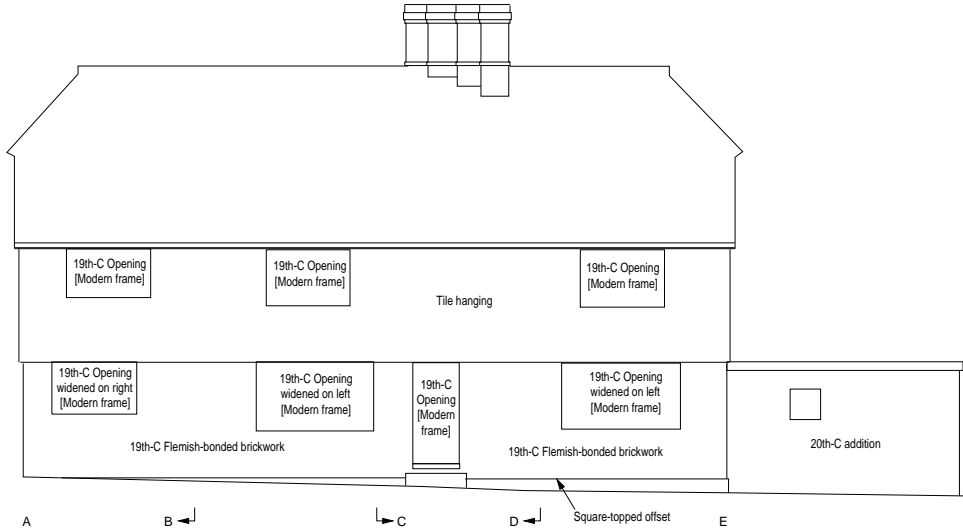 19th-C Opening
[Modern frame]
19th-C Opening
[Modern frame]
19th-C Opening
[Modern frame]
Tile hanging
19th-C Opening
widened on right
[Modern frame]
19th-C Opening
widened on left
[Modern frame]
19th-C
Opening
[Modern
frame]
19th-C Opening
widened on left
[Modern frame]
19th-C Flemish-bonded brickwork
19th-C Flemish-bonded brickwork
20th-C addition
Square-topped offset
A B C D E